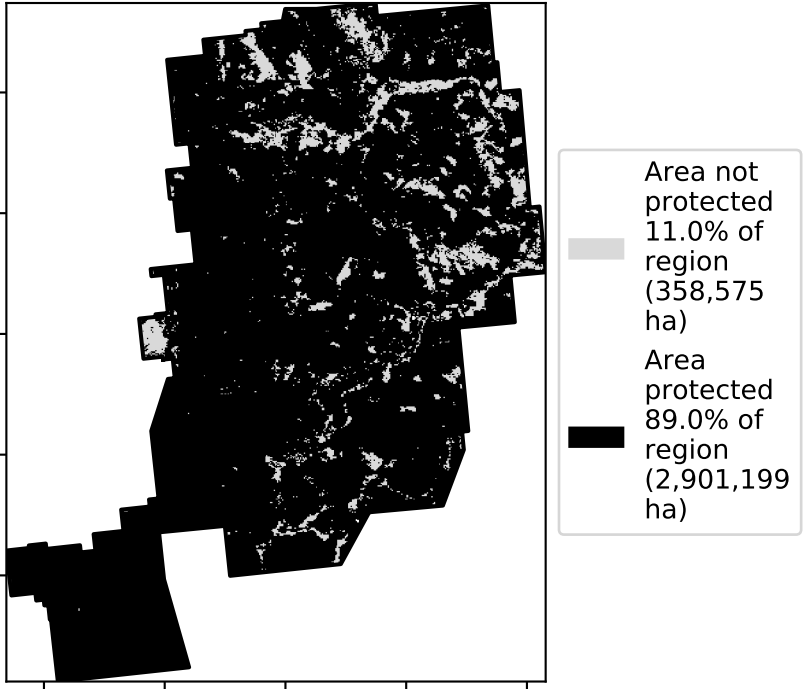 Area not
protected
11.0% of
region
(358,575
ha)
Area
protected
89.0% of
region
(2,901,199
ha)